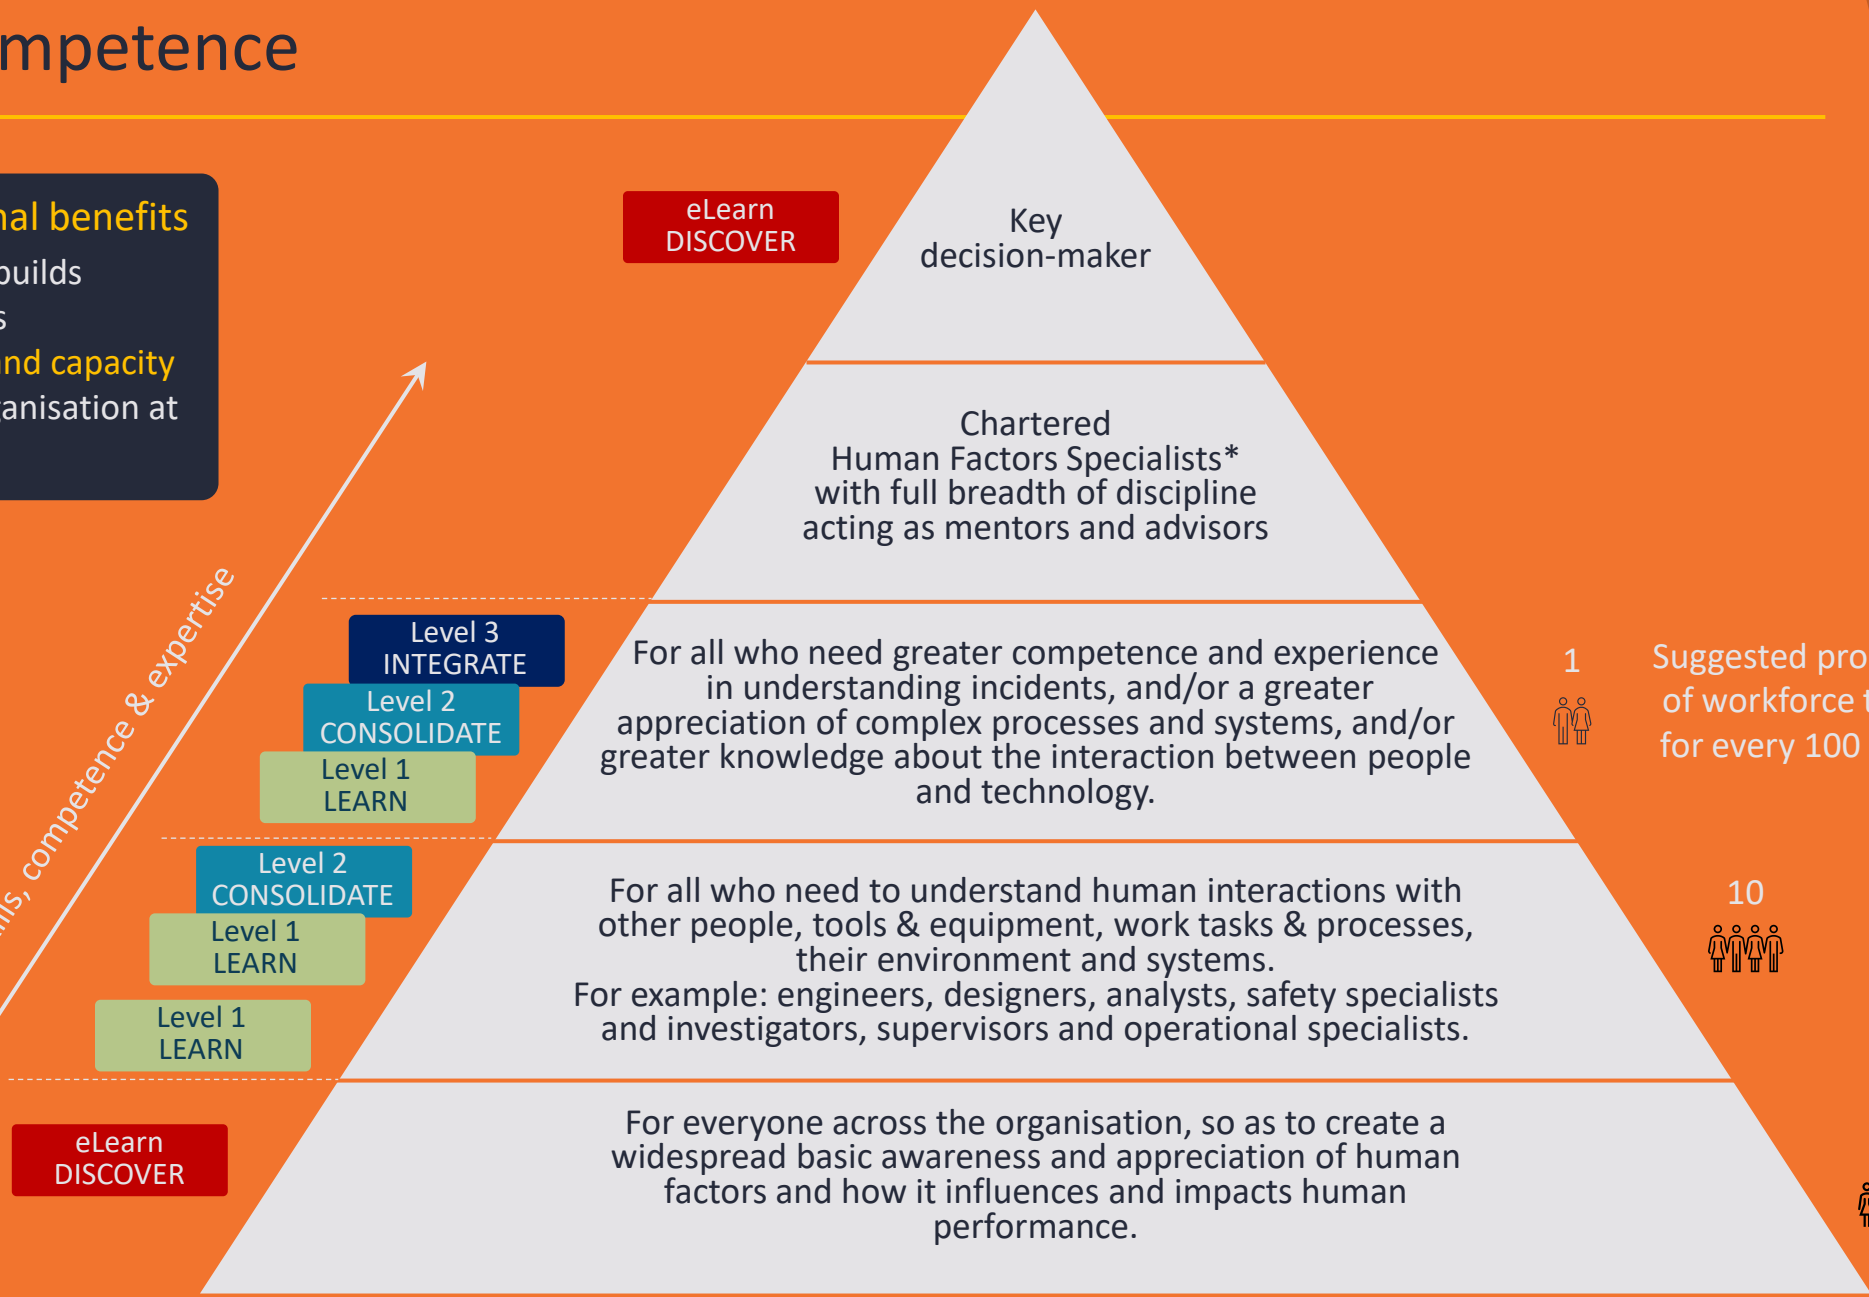 mpetence
nal benefits
builds
s
and capacity
ganisation at
ills, competence & expertise
eLearn
DISCOVER
Key
decision-maker
Chartered
Human Factors Specialists*
with full breadth of discipline
acting as mentors and advisors
Level 3
INTEGRATE
Level 2
CONSOLIDATE
Level 1
LEARN
For all who need greater competence and experience
in understanding incidents, and/or a greater
appreciation of complex processes and systems, and/or
greater knowledge about the interaction between people
and technology.
1
Suggested pro
of workforce t
for every 100
Level 2
CONSOLIDATE
Level 1
LEARN
Level 1
LEARN
For all who need to understand human interactions with
other people, tools & equipment, work tasks & processes,
their environment and systems.
For example: engineers, designers, analysts, safety specialists
and investigators, supervisors and operational specialists.
10
eLearn
DISCOVER
For everyone across the organisation, so as to create a
widespread basic awareness and appreciation of human
factors and how it influences and impacts human
performance.